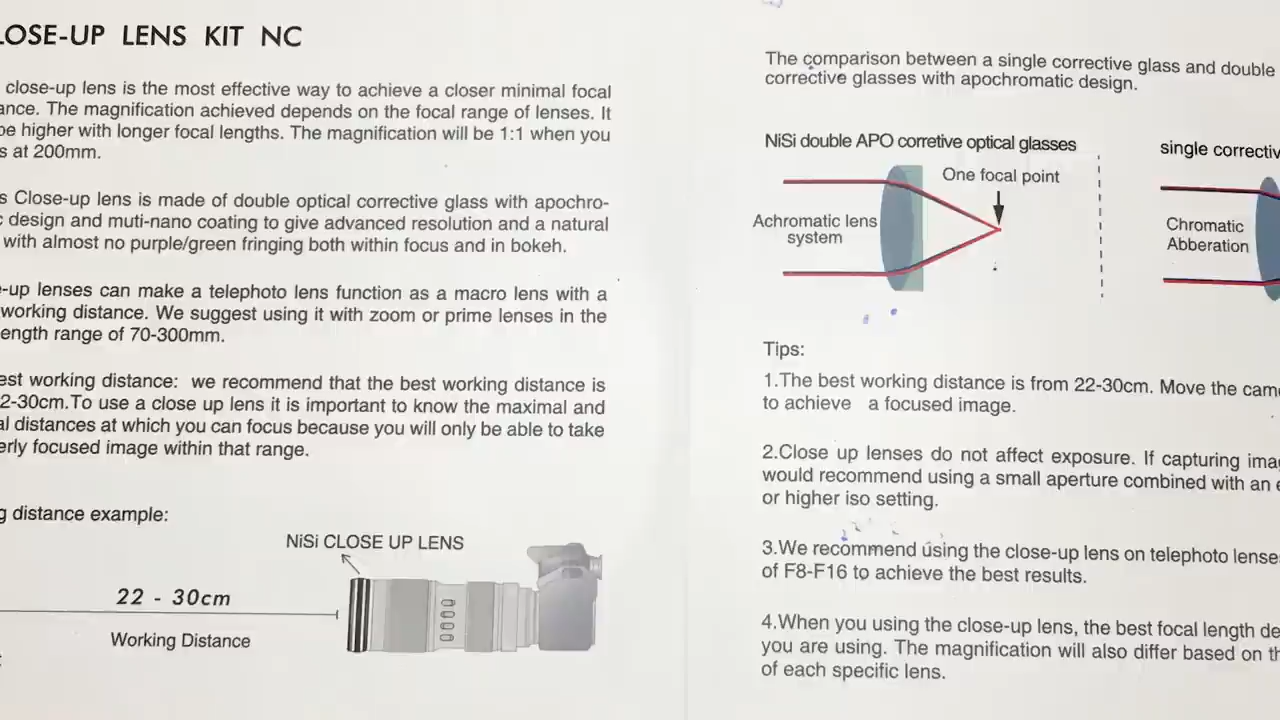 LOSE-UP LENS KIT NC
close-up lens is the most effective way to achieve a closer minimal focal
ance. The magnification achieved depends on the focal range of lenses. It
be higher with longer focal lengths. The magnification will be 1:1 when you
s at 200mm.
s Close-up lens is made of double optical corrective glass with apochro-
c design and muti-nano coating to give advanced resolution and a natural
with almost no purple/green fringing both within focus and in bokeh.
e-up lenses can make a telephoto lens function as a macro lens with a
working distance. We suggest using it with zoom or prime lenses in the
ength range of 70-300mm.
est working distance: we recommend that the best working distance is
2-30cm.To use a close up lens it is important to know the maximal and
al distances at which you can focus because you will only be able to take
erly focused image within that range.
g distance example:
NiSi CLOSE UP LENS
22 - 30cm
Working Distance
The comparison between a single corrective glass and double
corrective glasses with apochromatic design.
NiSi double APO corretive optical glasses
One focal point
Achromatic lens
system
single correctiv
Chromatic
Abberation
Tips:
1.The best working distance is from 22-30cm. Move the came
to achieve a focused image.
2.Close up lenses do not affect exposure. If capturing imag
would recommend using a small aperture combined with an e
or higher iso setting.
3.We recommend using the close-up lens on telephoto lense
of F8-F16 to achieve the best results.
4.When you using the close-up lens, the best focal length de
you are using. The magnification will also differ based on th
of each specific lens.